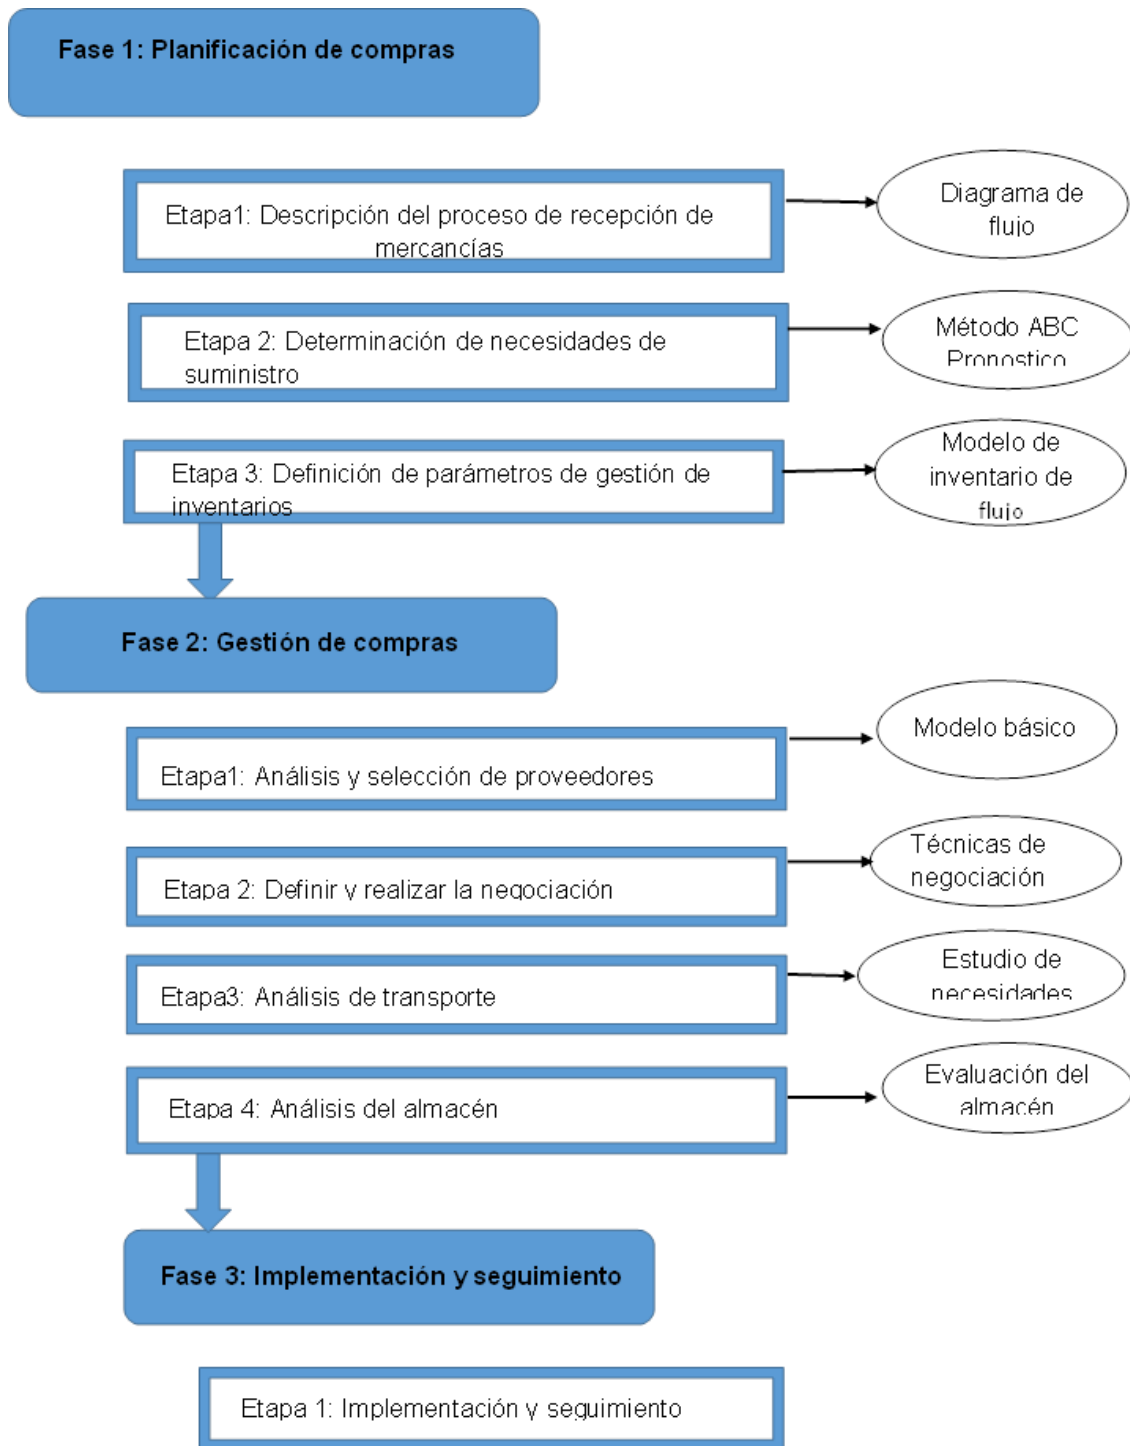 Fase 1: Planificación de compras
Etapa1: Descripción del proceso de recepción de
mercancías
Diagrama de
flujo
Etapa 2: Determinación de necesidades de
suministro
Método ABC
Pronostico
Etapa 3: Definición de parámetros de gestión de
inventarios
Modelo de
inventario de
flujo
Fase 2: Gestión de compras
Etapa1: Análisis y selección de proveedores
Modelo básico
Etapa 2: Definir y realizar la negociación
Técnicas de
negociación
Etapa3: Análisis de transporte
Estudio de
necesidades
Etapa 4: Análisis del almacén
Evaluación del
almacén
Fase 3: Implementación y seguimiento
Etapa 1: Implementación y seguimiento